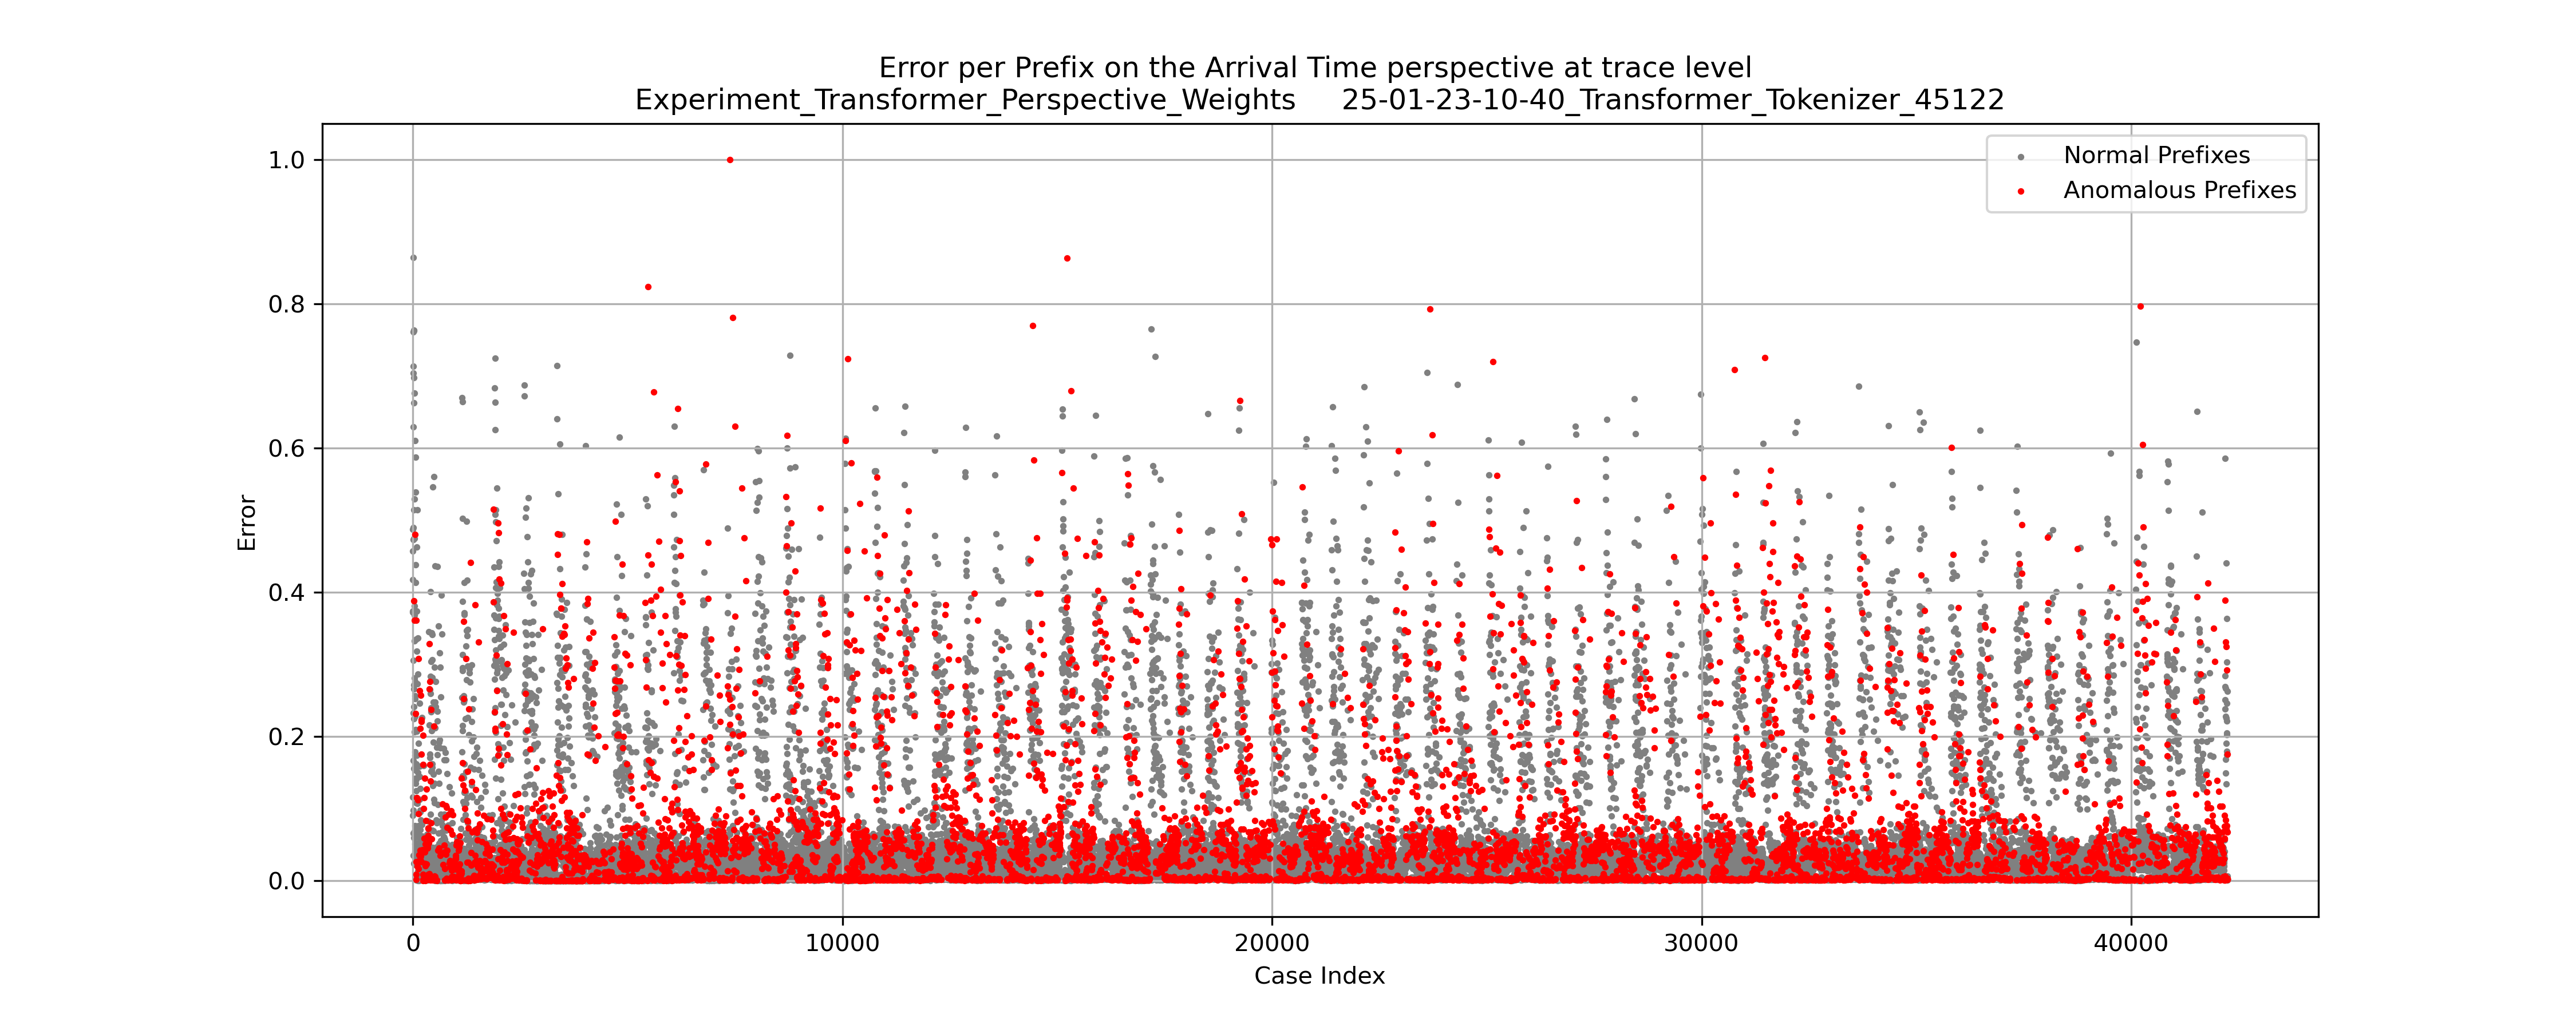 Error per Prefix on the Arrival Time perspective at trace level
Experiment_Transformer_Perspective_Weights 25-01-23-10-40_Transformer_Tokenizer_45122
Normal Prefixes
Anomalous Prefixes
1.0
0.8
0.6
0.4
0.2
0.0
Error
0 10000 20000 30000 40000
Case Index